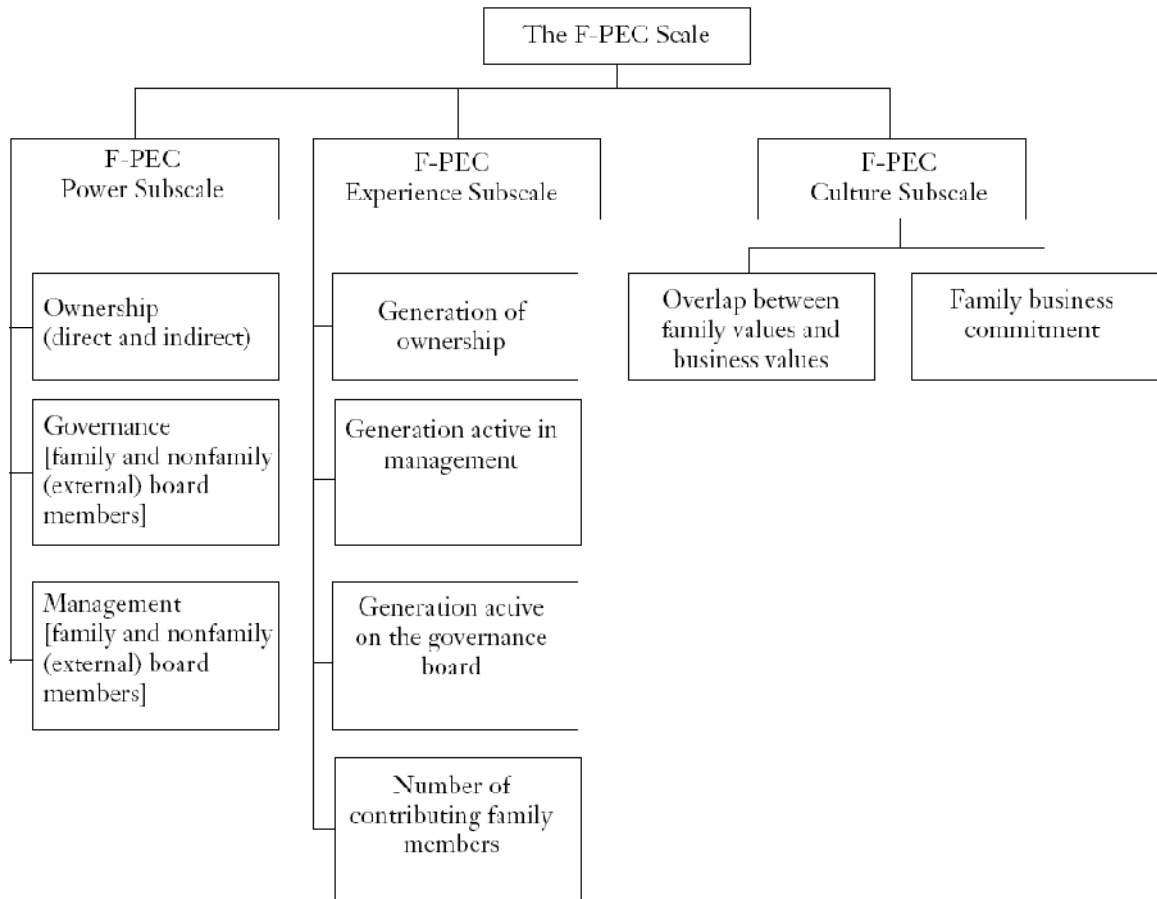 The F-PEC Scale
F-PEC
Power Subscale
F-PEC
Experience Subscale
F-PEC
Culture Subscale
Ownership
(direct and indirect)
Governance
[family and nonfamily
(external) board
members]
Management
[family and nonfamily
(external) board
members]
Generation of
ownership
Generation active in
management
Generation active
on the governance
board
Number of
contributing family
members
Overlap between
family values and
business values
Family business
commitment